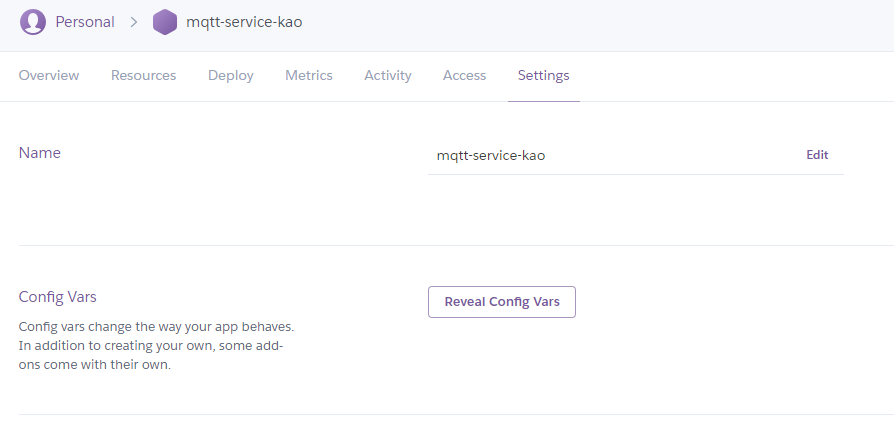 Personal > mqtt-service-kao
Overview Resources Deploy Metrics Activity Access Settings
Name mqtt-service-kao Edit
Config Vars Reveal Config Vars
Config vars change the way your app behaves.
In addition to creating your own, some add-
ons come with their own.